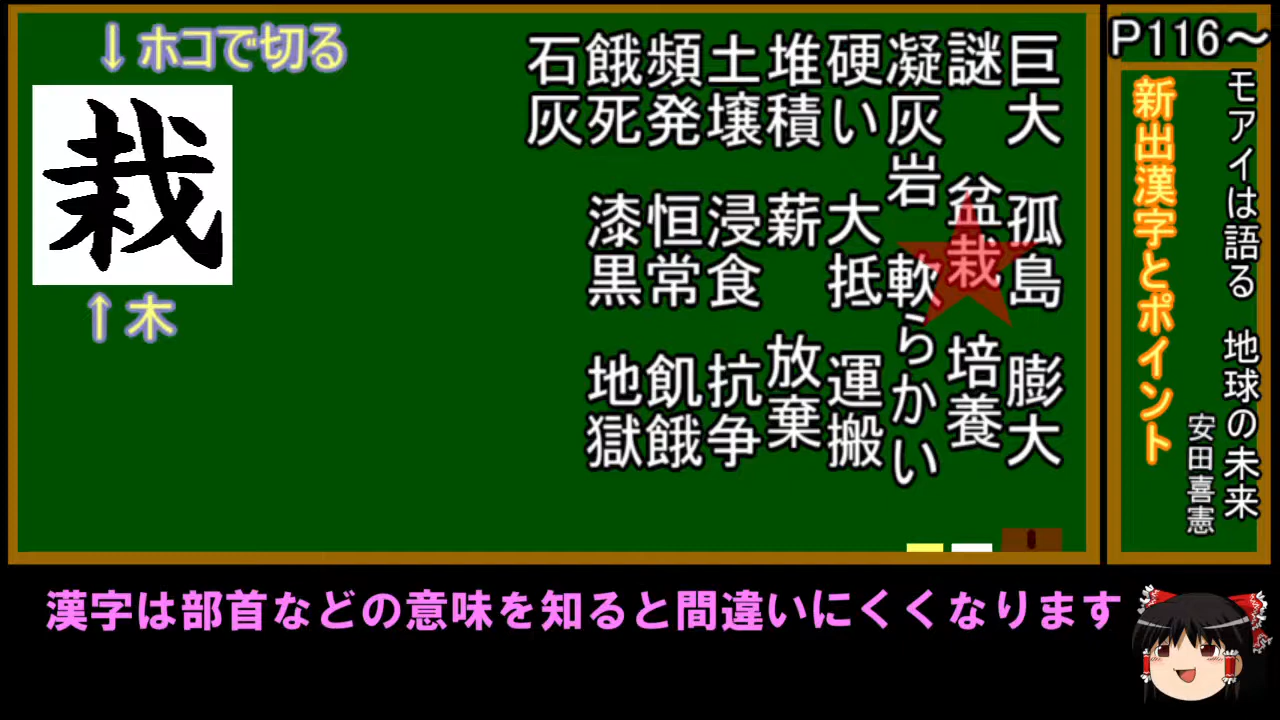 P116～
モアイは語る　地球の未来
安田喜憲
新出漢字とポイント
巨大　孤島　膨大
謎　盆栽　培養
凝灰岩　軟らかい
硬い　大抵　運搬
堆積　薪　放棄
土壌　浸食　抗争
頻発　恒常　飢餓
餓死　漆黒　地獄
石灰
↓ホコで切る
栽
↑木
漢字は部首などの意味を知ると間違いにくくなります